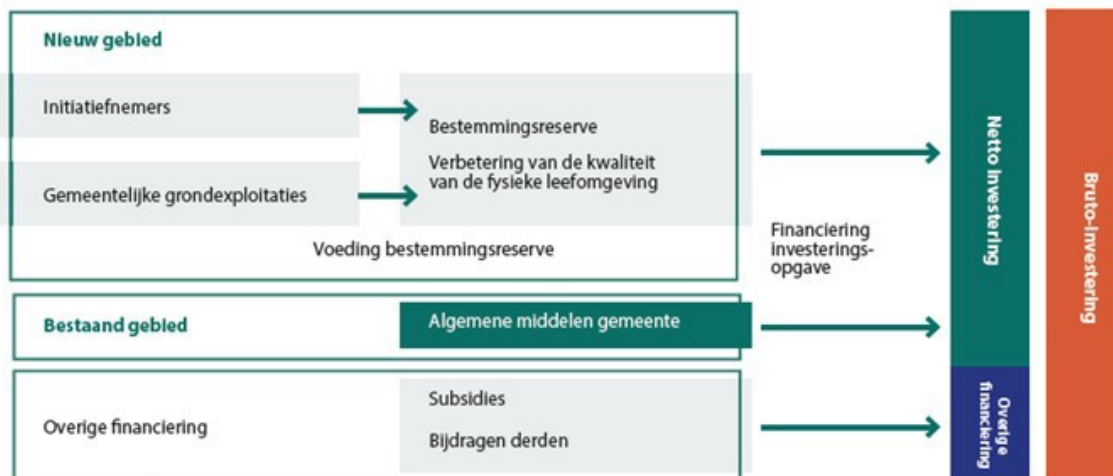 Nieuw gebied
Initiatiefnemers
Gemeentelijke grondexploitaties
Bestemmingsreserve
Verbetering van de kwaliteit
van de fysieke leefomgeving
Voeding bestemmingsreserve
Financiering
investerings-
opgave
Bestaand gebied
Algemene middelen gemeente
Overige financiering
Subsidies
Bijdragen derden
Netto Investering
Overige
financiering
Bruto-Investering